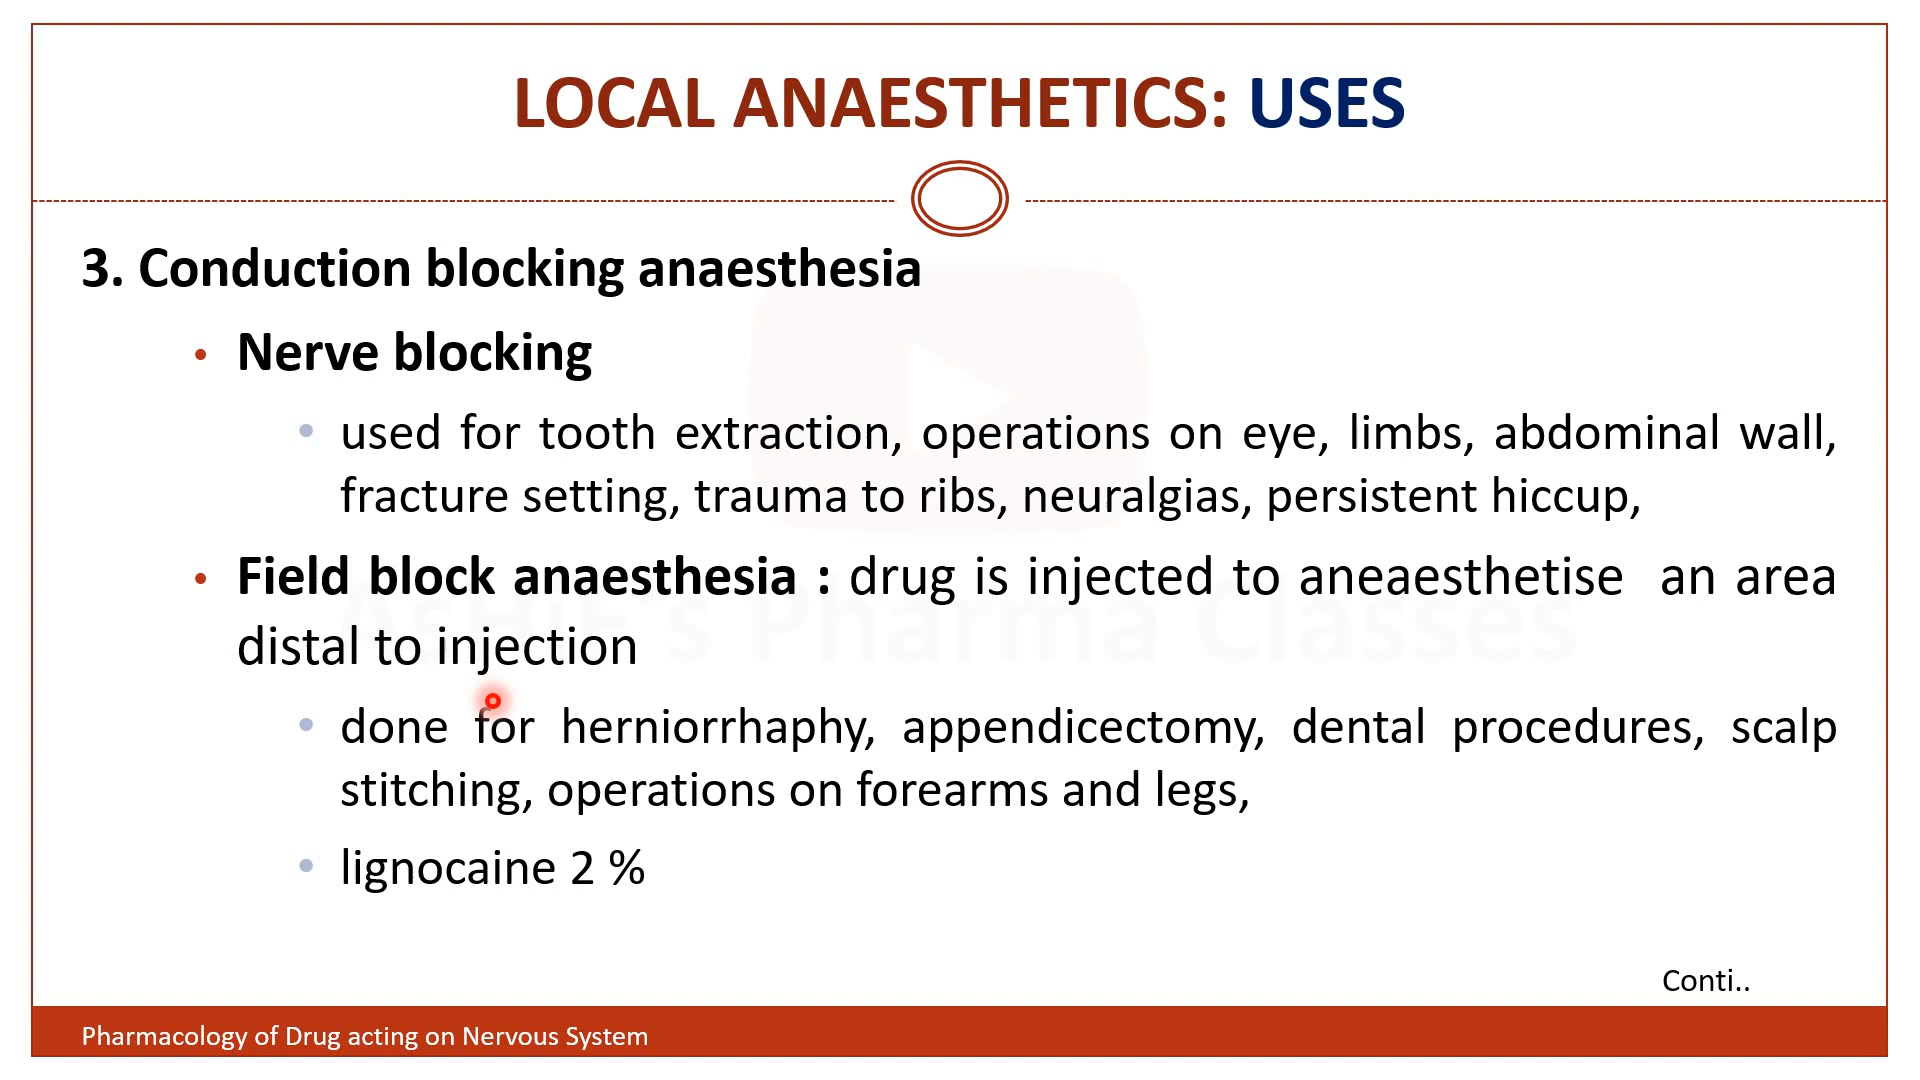 LOCAL ANAESTHETICS: USES
3. Conduction blocking anaesthesia
• Nerve blocking
• used for tooth extraction, operations on eye, limbs, abdominal wall,
fracture setting, trauma to ribs, neuralgias, persistent hiccup,
• Field block anaesthesia : drug is injected to aneaesthetise an area
distal to injection
• done for herniorrhaphy, appendicectomy, dental procedures, scalp
stitching, operations on forearms and legs,
• lignocaine 2 %
Conti..
Pharmacology of Drug acting on Nervous System